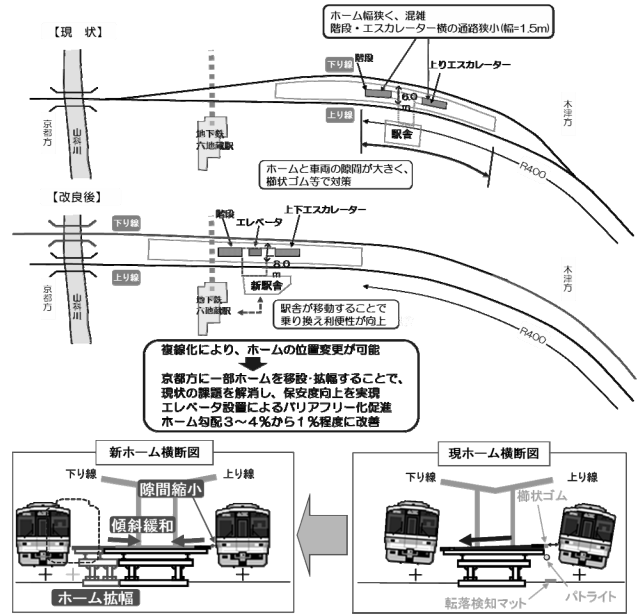 【現　状】
ホーム幅狭く、混雑
階段・エスカレーター横の通路狭小（幅=1.5m）
下り線
階段
上りエスカレーター
6.0m
上り線
駅舎
木津方
京都方
山科川
地下鉄
六地蔵駅
ホームと車両の隙間が大きく、
櫛状ゴム等で対策
R400
【改良後】
下り線
階段
エレベータ
上下エスカレーター
8.0m
上り線
新駅舎
木津方
京都方
山科川
地下鉄
六地蔵駅
駅舎が移動することで
乗り換え利便性が向上
R400
複線化により、ホームの位置変更が可能
京都方に一部ホームを移設・拡幅することで、
現状の課題を解消し、保安度向上を実現
エレベータ設置によるバリアフリー化促進
ホーム勾配３～４％から１％程度に改善
新ホーム横断図
下り線
上り線
隙間縮小
傾斜緩和
ホーム拡幅
現ホーム横断図
下り線
上り線
櫛状ゴム
転落検知マット
パトライト